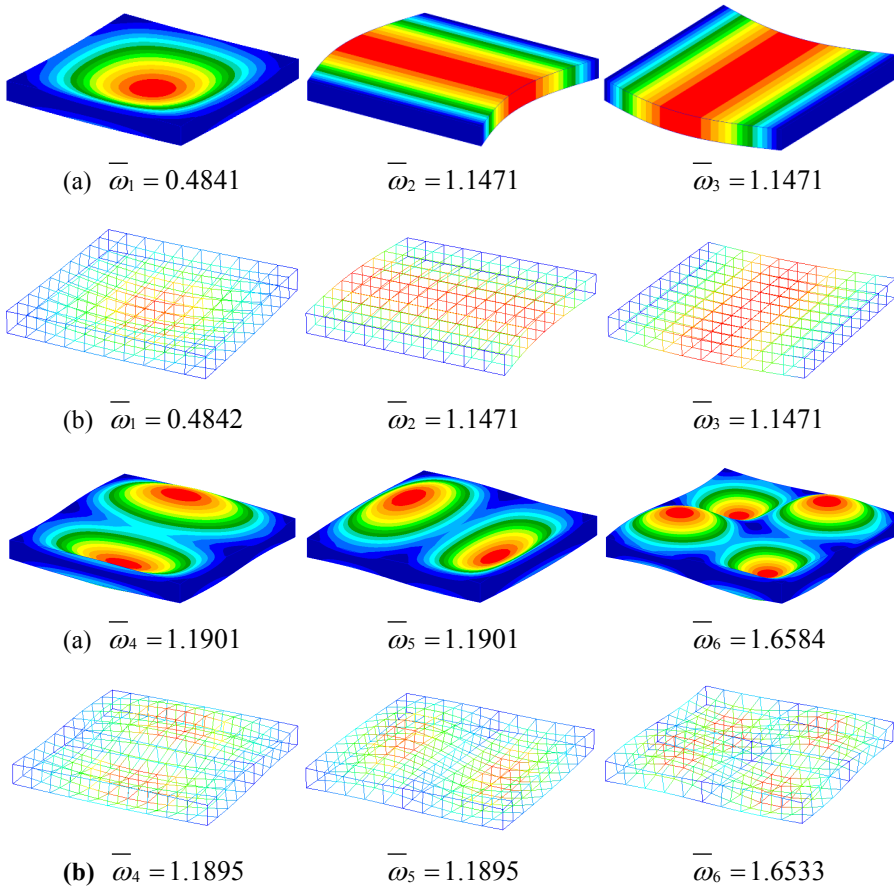 (a) ω̅₁ = 0.4841 ω̅₂ = 1.1471 ω̅₃ = 1.1471
(b) ω̅₁ = 0.4842 ω̅₂ = 1.1471 ω̅₃ = 1.1471
(a) ω̅₄ = 1.1901 ω̅₅ = 1.1901 ω̅₆ = 1.6584
(b) ω̅₄ = 1.1895 ω̅₅ = 1.1895 ω̅₆ = 1.6533